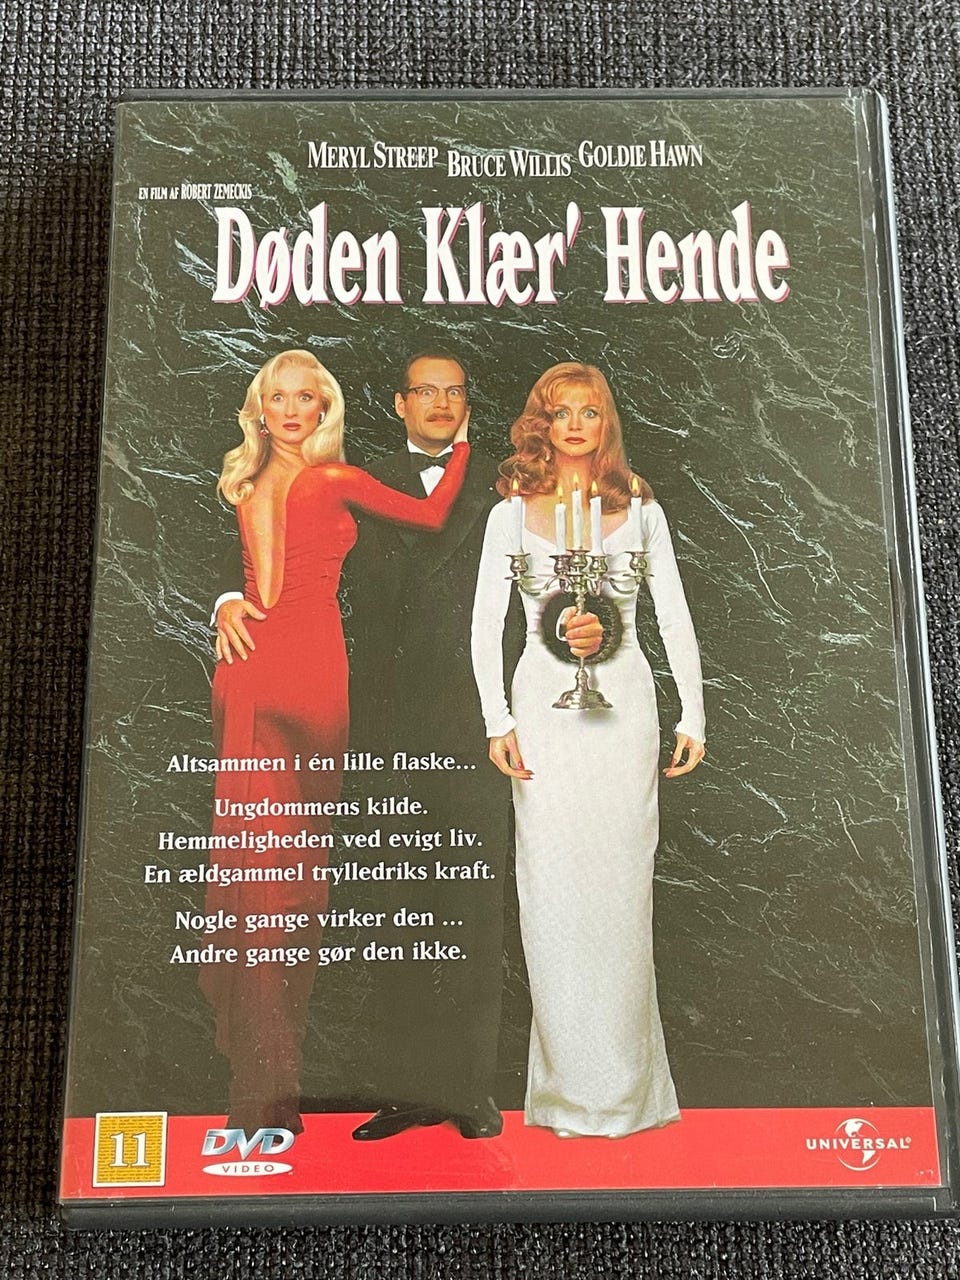 MERYL STREEP BRUCE WILLIS GOLDIE HAWN
EN FILM AF ROBERT ZEMECKIS
Døden Klær' Hende
Altsammen i én lille flaske...
Ungdommens kilde.
Hemmeligheden ved evigt liv.
En ældgammel trylledriks kraft.
Nogle gange virker den ...
Andre gange gør den ikke.
11
DVD
VIDEO
UNIVERSAL®